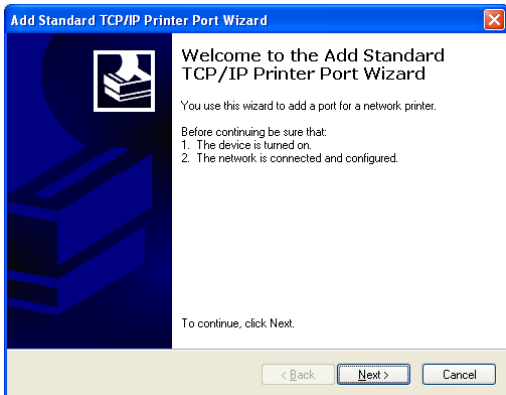 Add Standard TCP/IP Printer Port Wizard
Welcome to the Add Standard
TCP/IP Printer Port Wizard
You use this wizard to add a port for a network printer.
Before continuing be sure that:
1. The device is turned on.
2. The network is connected and configured.
To continue, click Next.
< Back
Next >
Cancel